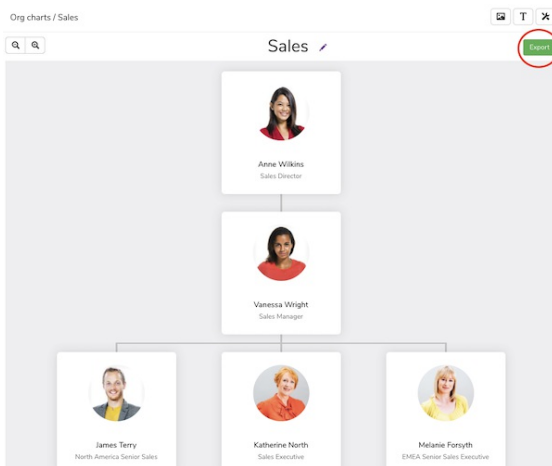 Org charts / Sales
T
Sales
Export
Anne Wilkins
Sales Director
Vanessa Wright
Sales Manager
James Terry
North America Senior Sales
Katherine North
Sales Executive
Melanie Forsyth
EMEA Senior Sales Executive